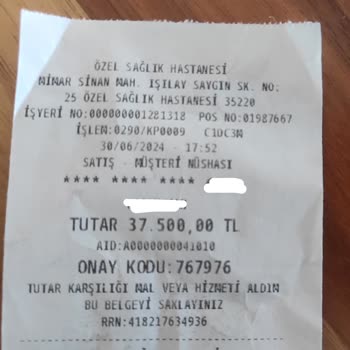 ÖZEL SAĞLIK HASTANESİ
MİMAR SİNAN MAH. IŞILAY SAYGIN SK. NO:
25 ÖZEL SAĞLIK HASTANESİ 35220
İŞYERİ NO:000000001281318 POS NO:01987667
İŞLEM:0290/KP0009 C1DC3M
30/06/2024 - 17:52
SATIŞ - MÜŞTERİ NÜSHASI
**** **** ****
TUTAR 37.500,00 TL
AID:A0000000041010
ONAY KODU:767976
TUTAR KARŞILIĞI MAL VEYA HİZMETİ ALDIM
BU BELGEYİ SAKLAYINIZ
RRN:418217634936